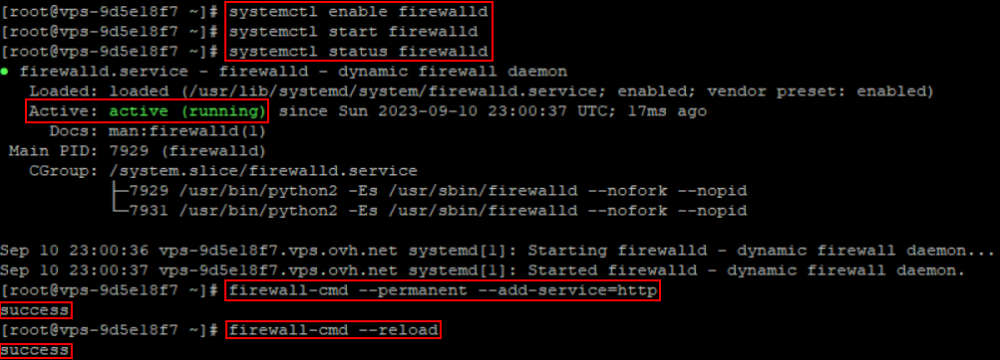 [root@vps-9d5e18f7 ~]# systemctl enable firewalld
[root@vps-9d5e18f7 ~]# systemctl start firewalld
[root@vps-9d5e18f7 ~]# systemctl status firewalld
● firewalld.service - firewalld - dynamic firewall daemon
   Loaded: loaded (/usr/lib/systemd/system/firewalld.service; enabled; vendor preset: enabled)
   Active: active (running) since Sun 2023-09-10 23:00:37 UTC; 17ms ago
     Docs: man:firewalld(1)
 Main PID: 7929 (firewalld)
   CGroup: /system.slice/firewalld.service
           ├─7929 /usr/bin/python2 -Es /usr/sbin/firewalld --nofork --nopid
           └─7931 /usr/bin/python2 -Es /usr/sbin/firewalld --nofork --nopid
Sep 10 23:00:36 vps-9d5e18f7.vps.ovh.net systemd[1]: Starting firewalld - dynamic firewall daemon...
Sep 10 23:00:37 vps-9d5e18f7.vps.ovh.net systemd[1]: Started firewalld - dynamic firewall daemon.
[root@vps-9d5e18f7 ~]# firewall-cmd --permanent --add-service=http
success
[root@vps-9d5e18f7 ~]# firewall-cmd --reload
success